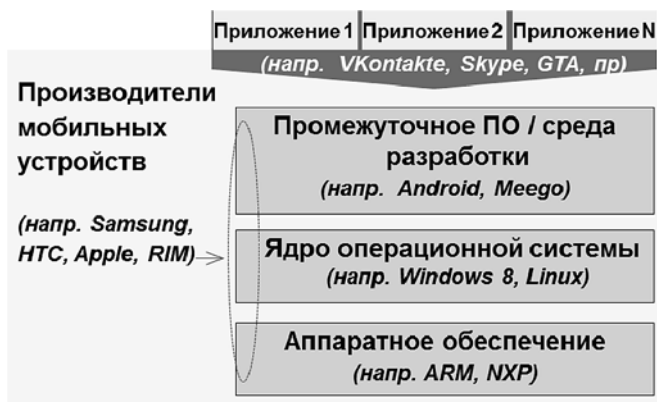 Приложение 1 Приложение 2 Приложение N
(напр. VKontakte, Skype, GTA, пр)
Производители
мобильных
устройств
(напр. Samsung,
HTC, Apple, RIM)
Промежуточное ПО / среда
разработки
(напр. Android, Meego)
Ядро операционной системы
(напр. Windows 8, Linux)
Аппаратное обеспечение
(напр. ARM, NXP)